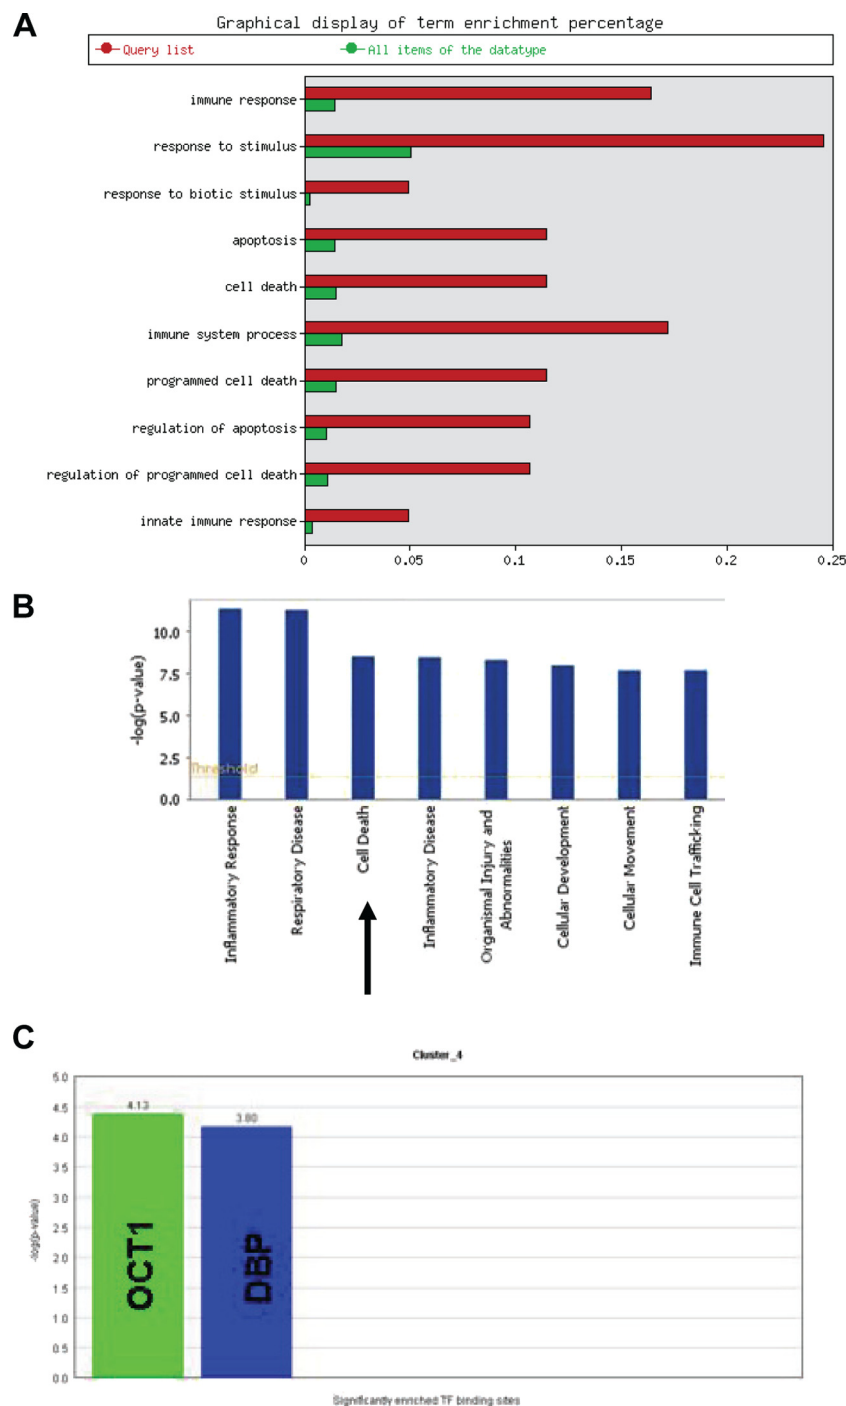 A
Graphical display of term enrichment percentage
Query list
All items of the datatype
immune response
response to stimulus
response to biotic stimulus
apoptosis
cell death
immune system process
programmed cell death
regulation of apoptosis
regulation of programmed cell death
innate immune response
0 0.05 0.1 0.15 0.2 0.25
B
-log(p-value)
10.0
7.5
5.0
2.5
0.0
Threshold
Inflammatory Response
Respiratory Disease
Cell Death
Inflammatory Disease
Organismal Injury and
Abnormalities
Cellular Development
Cellular Movement
Immune Cell Trafficking
C
Cluster_4
-log(p-value)
5.0
4.5
4.0
3.5
3.0
2.5
2.0
1.5
1.0
0.5
0.0
4.13
3.80
OCT1
DBP
Significantly enriched TF binding sites